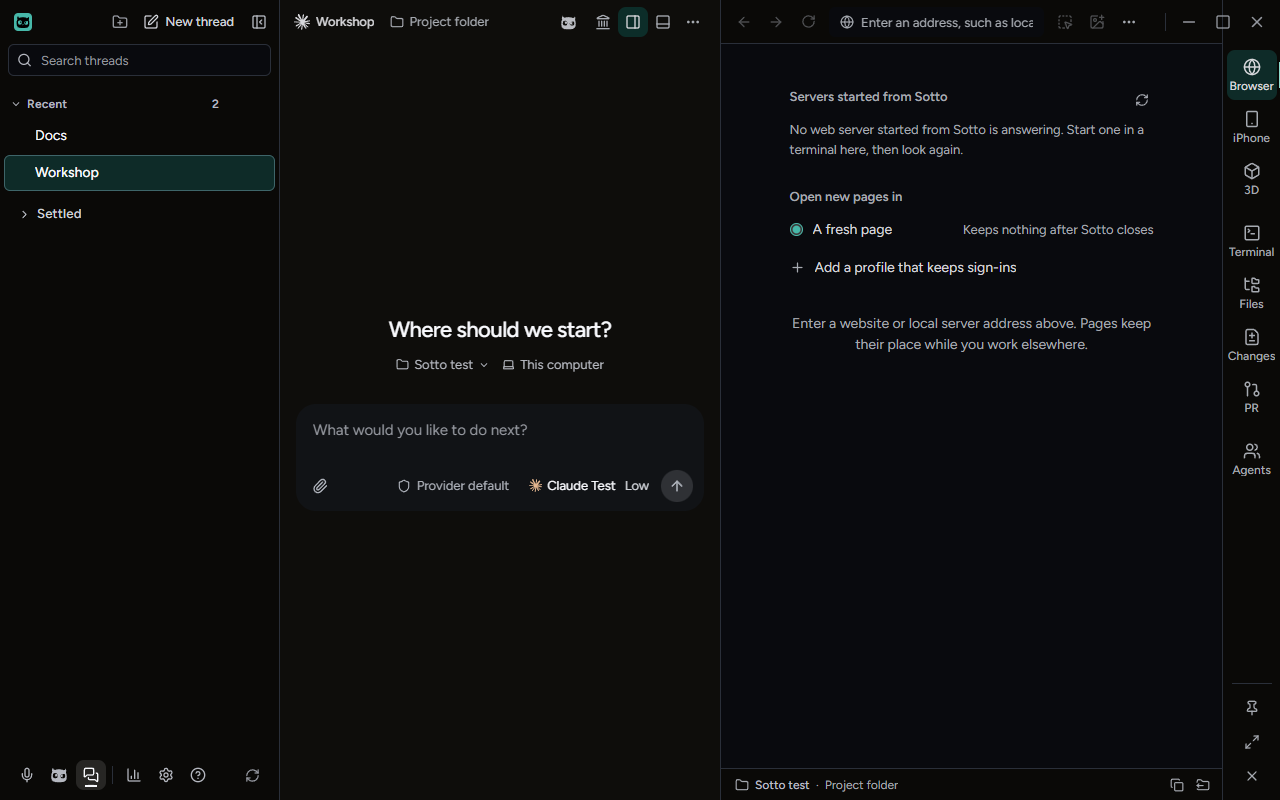 New thread
Search threads
Recent 2
Docs
Workshop
Settled
Workshop Project folder
Where should we start?
Sotto test This computer
What would you like to do next?
Provider default Claude Test Low
Enter an address, such as loca
Servers started from Sotto
No web server started from Sotto is answering. Start one in a
terminal here, then look again.
Open new pages in
A fresh page Keeps nothing after Sotto closes
Add a profile that keeps sign-ins
Enter a website or local server address above. Pages keep
their place while you work elsewhere.
Sotto test · Project folder
Browser
iPhone
3D
Terminal
Files
Changes
PR
Agents